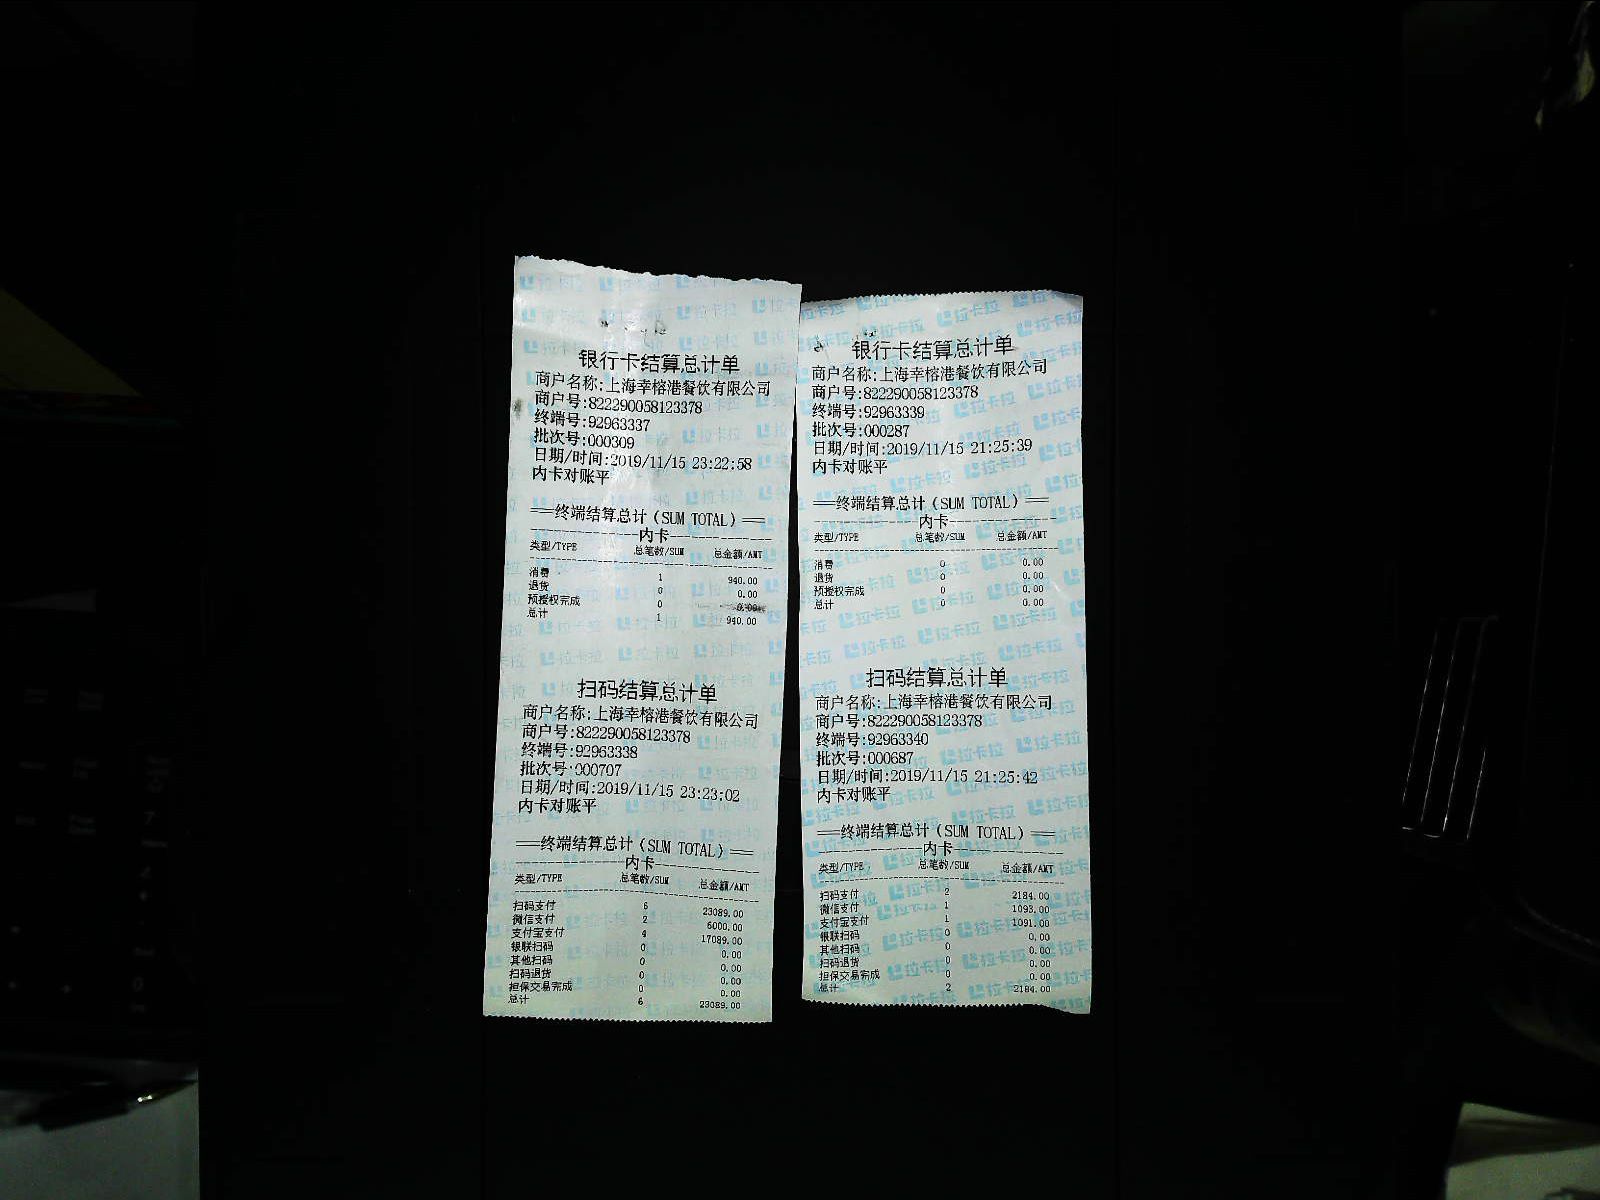 银行卡结算总计单
商户名称:上海幸榕港餐饮有限公司
商户号:822290058123378
终端号:92963337
批次号:000309
日期/时间:2019/11/15 23:22:58
内卡对账平
══终端结算总计(SUM TOTAL)══
内卡
类型/TYPE 总笔数/SUM 总金额/AMT
消费 1 940.00
退货 0 0.00
预授权完成 0 0.00
总计 1 940.00
扫码结算总计单
商户名称:上海幸榕港餐饮有限公司
商户号:822290058123378
终端号:92963338
批次号:000707
日期/时间:2019/11/15 23:23:02
内卡对账平
══终端结算总计(SUM TOTAL)══
内卡
类型/TYPE 总笔数/SUM 总金额/AMT
扫码支付 6 23089.00
微信支付 2 6000.00
支付宝支付 4 17089.00
银联扫码 0 0.00
其他扫码 0 0.00
扫码退货 0 0.00
担保交易完成 0 0.00
总计 6 23089.00
银行卡结算总计单
商户名称:上海幸榕港餐饮有限公司
商户号:822290058123378
终端号:92963339
批次号:000287
日期/时间:2019/11/15 21:25:39
内卡对账平
══终端结算总计(SUM TOTAL)══
内卡
类型/TYPE 总笔数/SUM 总金额/AMT
消费 0 0.00
退货 0 0.00
预授权完成 0 0.00
总计 0 0.00
扫码结算总计单
商户名称:上海幸榕港餐饮有限公司
商户号:822290058123378
终端号:92963340
批次号:000687
日期/时间:2019/11/15 21:25:42
内卡对账平
══终端结算总计(SUM TOTAL)══
内卡
类型/TYPE 总笔数/SUM 总金额/AMT
扫码支付 2 2184.00
微信支付 1 1093.00
支付宝支付 1 1091.00
银联扫码 0 0.00
其他扫码 0 0.00
扫码退货 0 0.00
担保交易完成 0 0.00
总计 2 2184.00